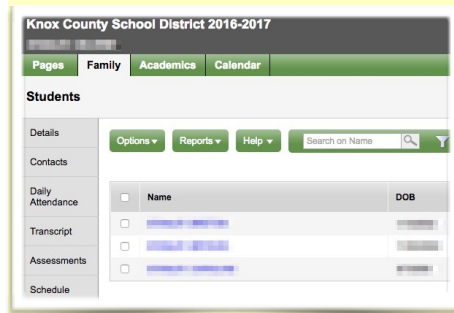 Knox County School District 2016-2017
Pages Family Academics Calendar
Students
Details
Contacts
Daily
Attendance
Transcript
Assessments
Schedule
Options Reports Help Search on Name
Name DOB